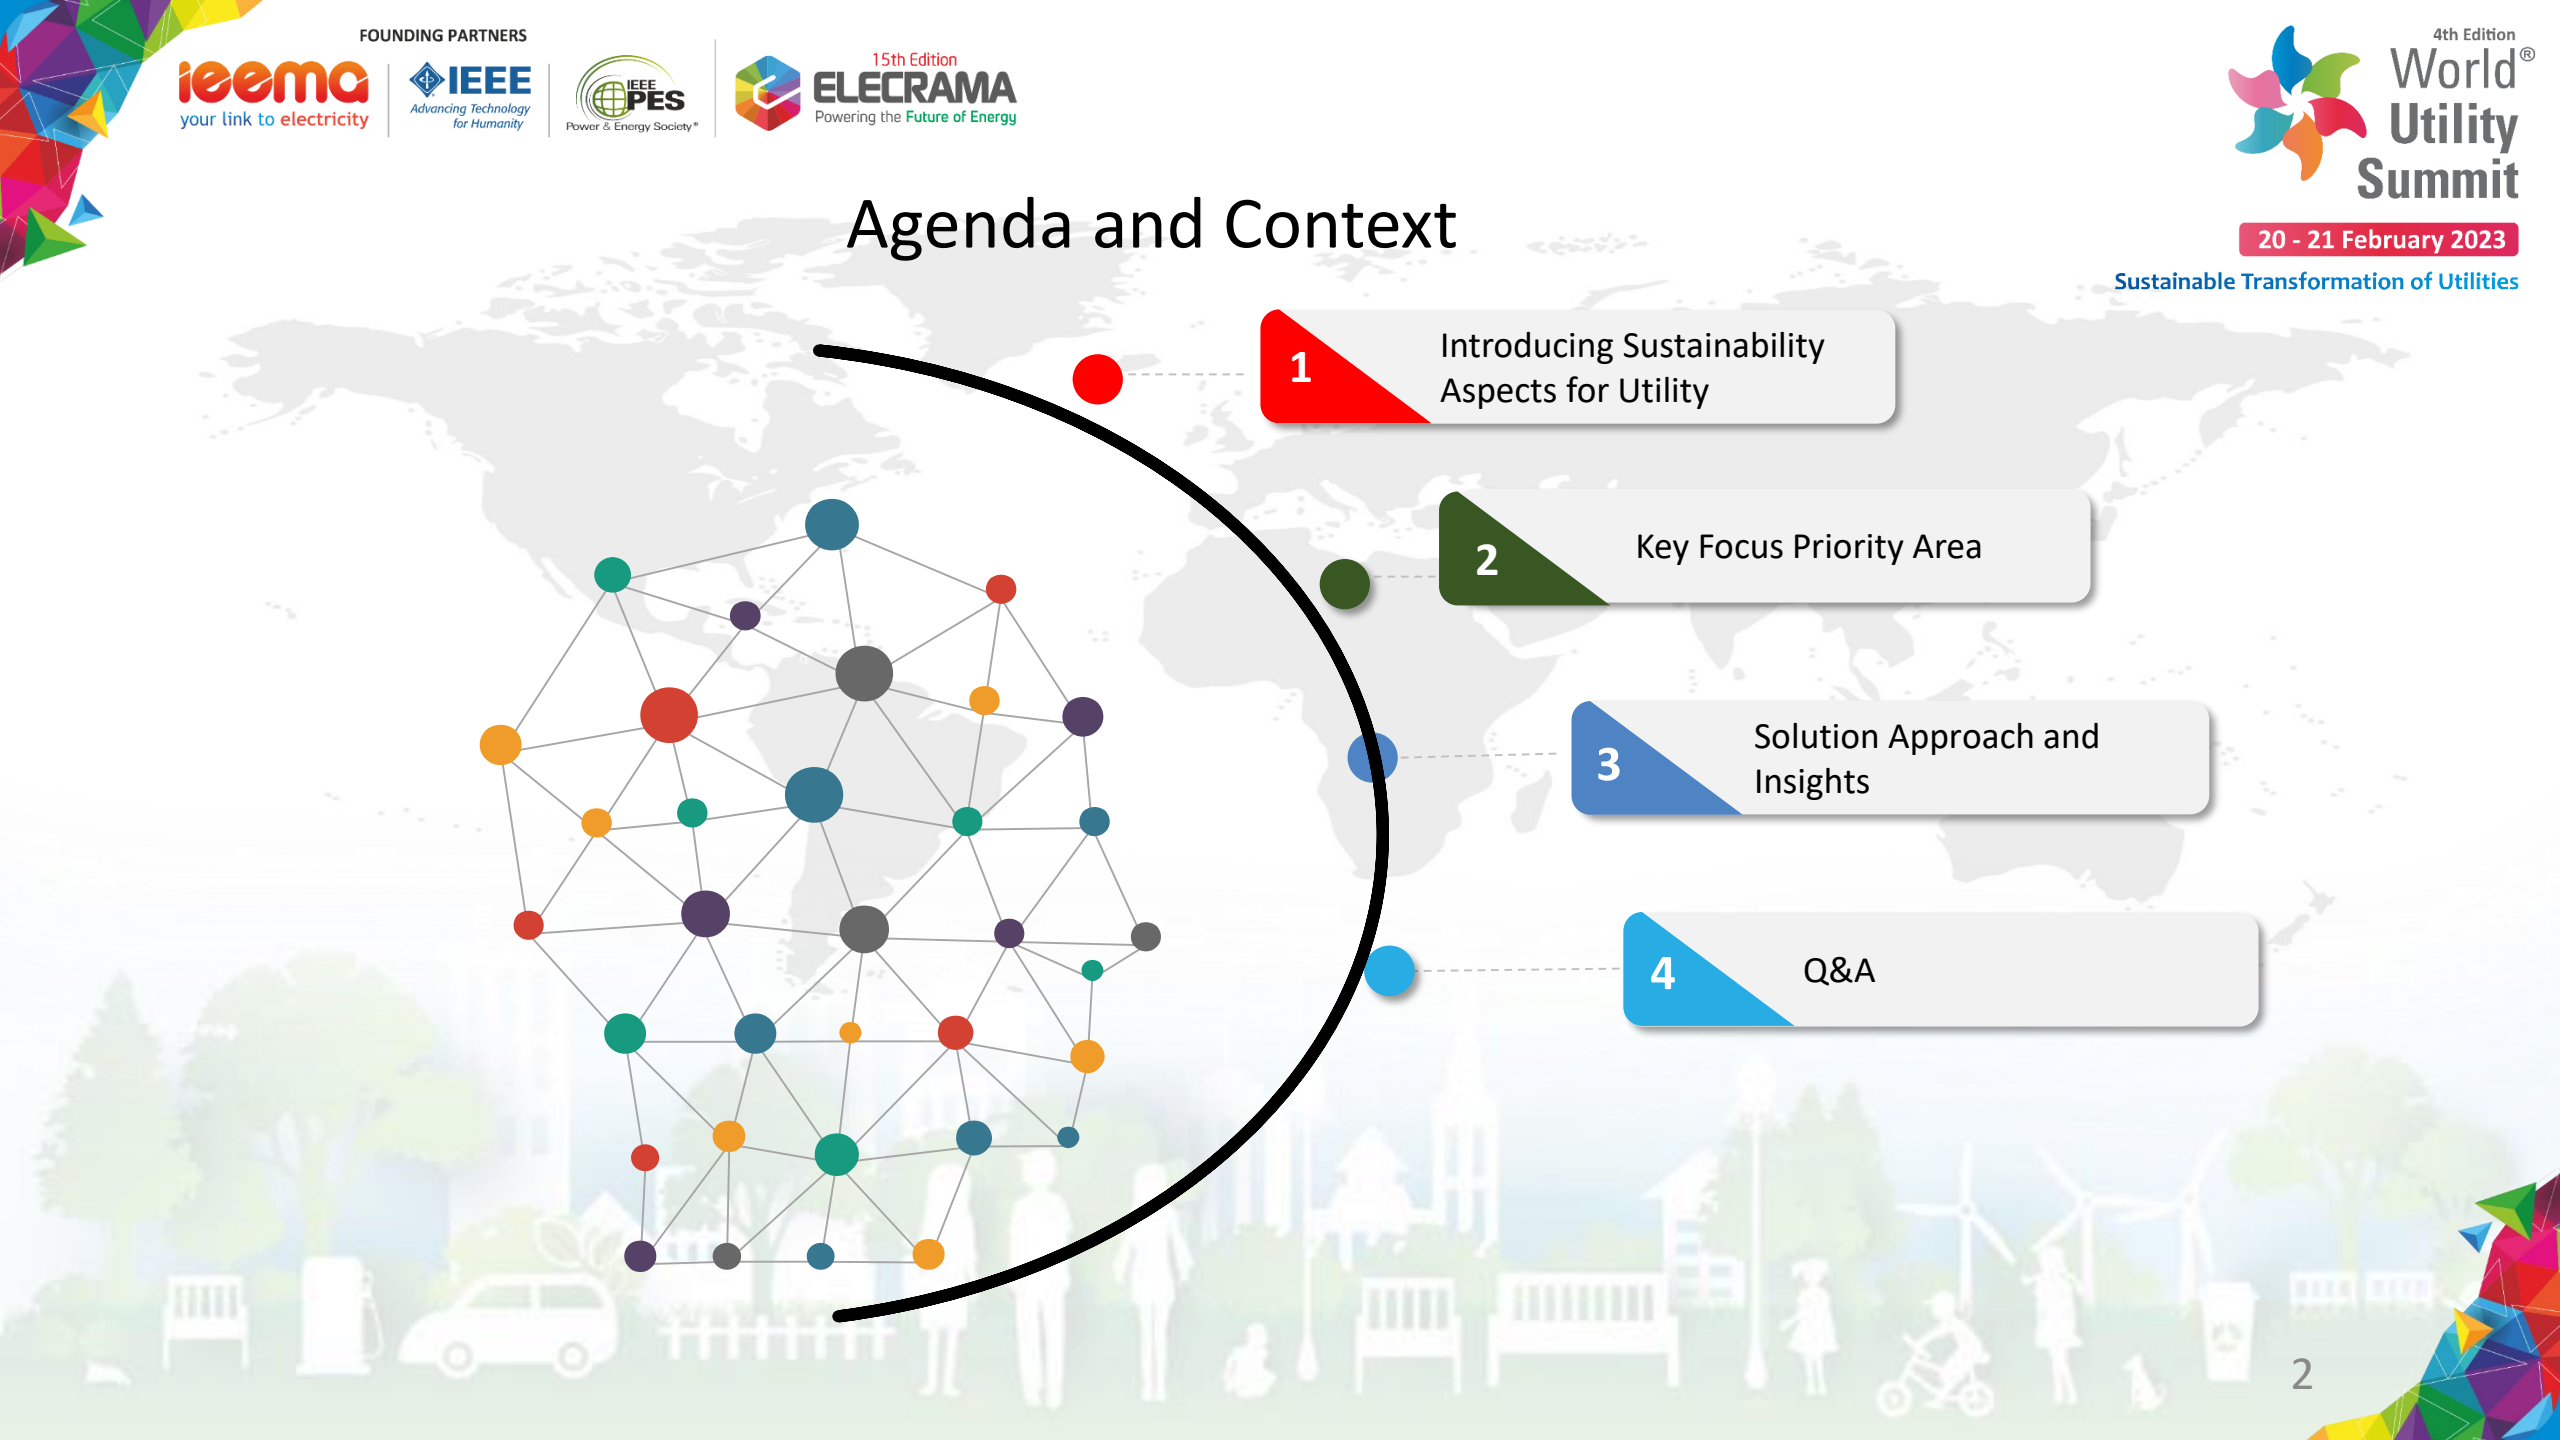 FOUNDING PARTNERS
ieema
your link to electricity
IEEE
Advancing Technology
for Humanity
IEEE
PES
Power & Energy Society®
15th Edition
ELECRAMA
Powering the Future of Energy
4th Edition
World®
Utility
Summit
20 - 21 February 2023
Sustainable Transformation of Utilities
Agenda and Context
1
Introducing Sustainability
Aspects for Utility
2
Key Focus Priority Area
3
Solution Approach and
Insights
4
Q&A
2